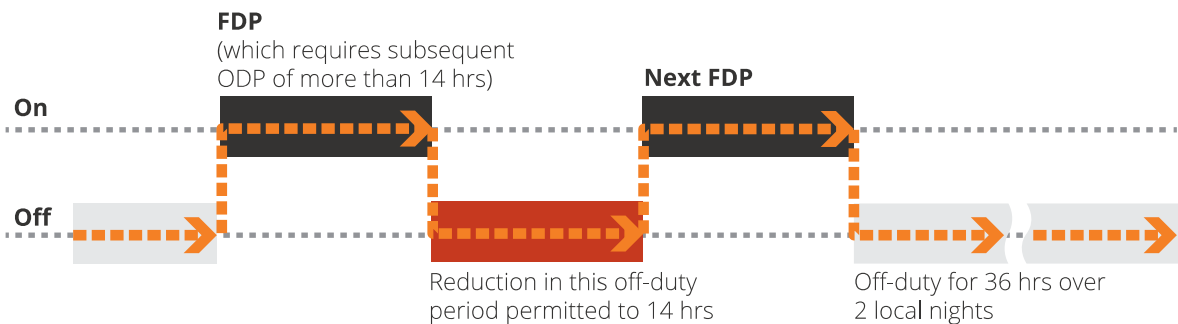 FDP
(which requires subsequent
ODP of more than 14 hrs)
Next FDP
On
Off
Reduction in this off-duty
period permitted to 14 hrs
Off-duty for 36 hrs over
2 local nights